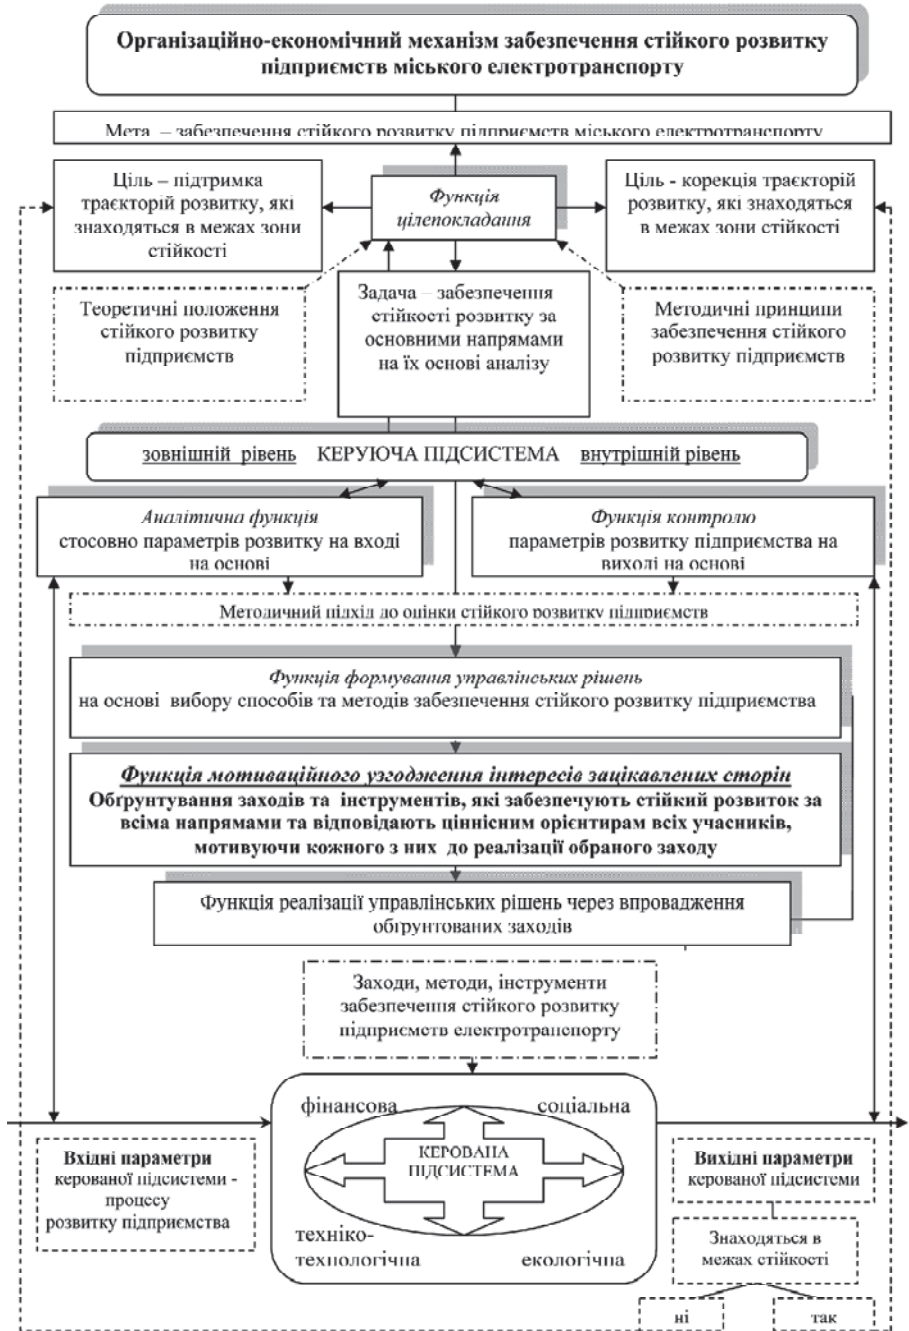 Організаційно-економічний механізм забезпечення стійкого розвитку
підприємств міського електротранспорту
Мета – забезпечення стійкого розвитку підприємств міського електротранспорту
Ціль – підтримка
траєкторій розвитку, які
знаходяться в межах зони
стійкості
Функція
цілепокладання
Ціль - корекція траєкторій
розвитку, які знаходяться
в межах зони стійкості
Теоретичні положення
стійкого розвитку
підприємств
Задача – забезпечення
стійкості розвитку за
основними напрямами
на їх основі аналізу
Методичні принципи
забезпечення стійкого
розвитку підприємств
зовнішній рівень КЕРУЮЧА ПІДСИСТЕМА внутрішній рівень
Аналітична функція
стосовно параметрів розвитку на вході
на основі
Функція контролю
параметрів розвитку підприємства на
виході на основі
Методичний підхід до оцінки стійкого розвитку підприємств
Функція формування управлінських рішень
на основі вибору способів та методів забезпечення стійкого розвитку підприємства
Функція мотиваційного узгодження інтересів зацікавлених сторін
Обґрунтування заходів та інструментів, які забезпечують стійкий розвиток за
всіма напрямами та відповідають ціннісним орієнтирам всіх учасників,
мотивуючи кожного з них до реалізації обраного заходу
Функція реалізації управлінських рішень через впровадження
обґрунтованих заходів
Заходи, методи, інструменти
забезпечення стійкого розвитку
підприємств електротранспорту
фінансова
соціальна
КЕРОВАНА
ПІДСИСТЕМА
техніко-
технологічна
екологічна
Вхідні параметри
керованої підсистеми -
процесу
розвитку підприємства
Вихідні параметри
керованої підсистеми
Знаходяться в
межах стійкості
ні
так